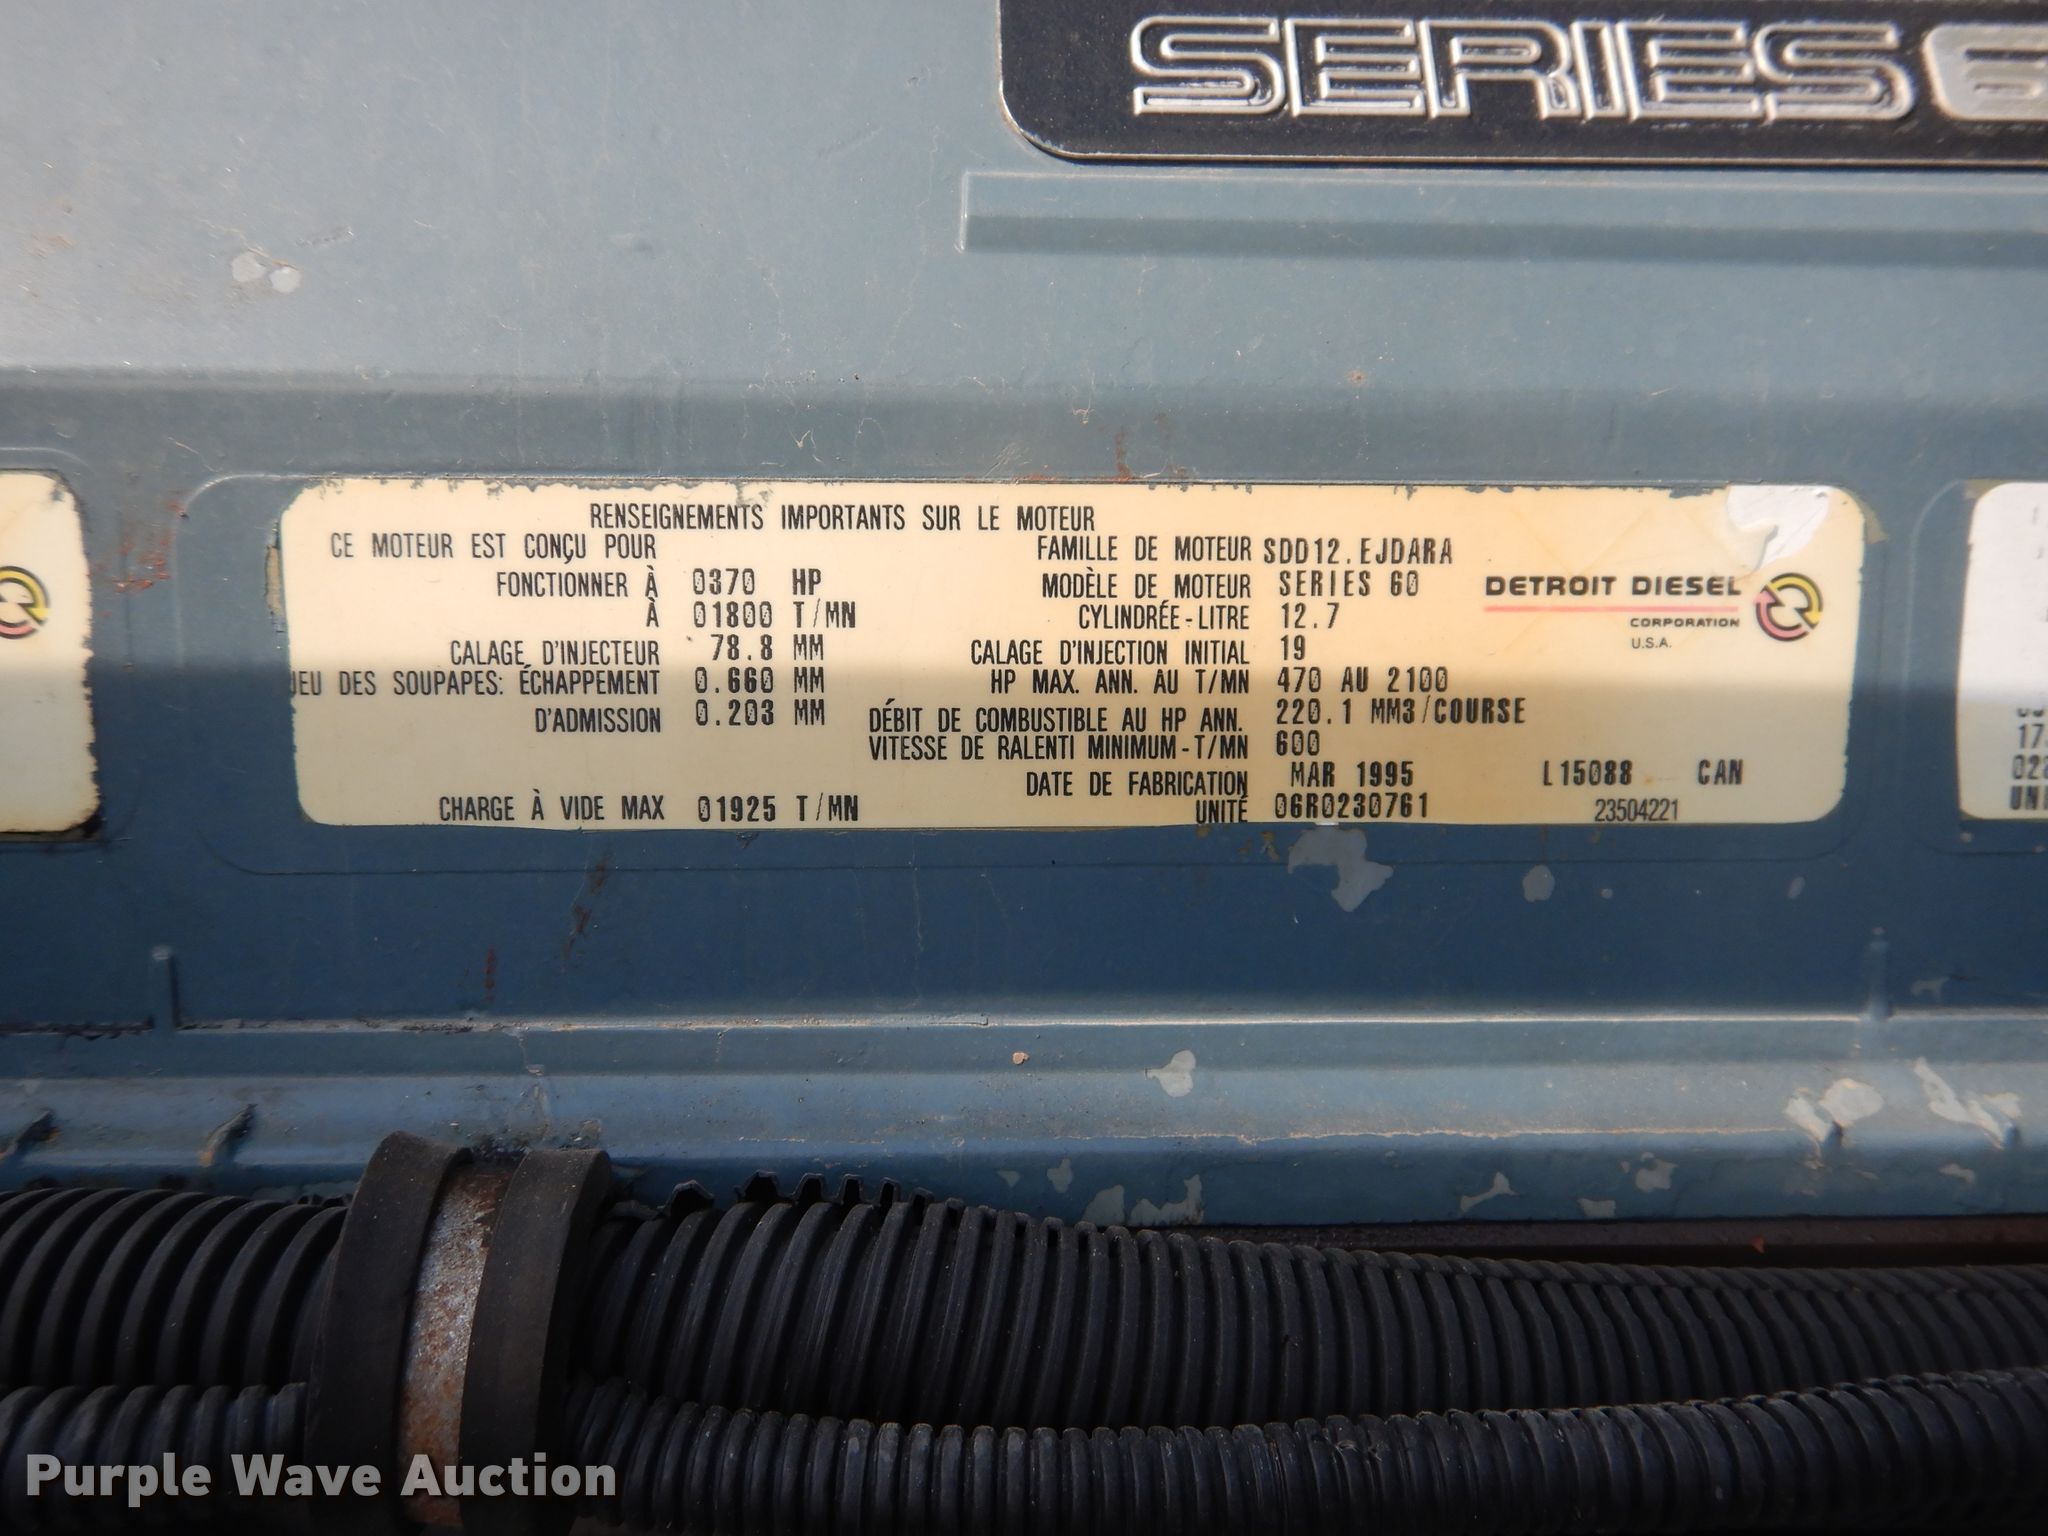 SERIES 6
RENSEIGNEMENTS IMPORTANTS SUR LE MOTEUR
CE MOTEUR EST CONÇU POUR
FONCTIONNER À 0370 HP
À 01800 T/MN
CALAGE D'INJECTEUR 78.8 MM
JEU DES SOUPAPES: ÉCHAPPEMENT 0.660 MM
D'ADMISSION 0.203 MM
CHARGE À VIDE MAX 01925 T/MN
FAMILLE DE MOTEUR SDD12.EJDARA
MODÈLE DE MOTEUR SERIES 60
CYLINDRÉE-LITRE 12.7
CALAGE D'INJECTION INITIAL 19
HP MAX. ANN. AU T/MN 470 AU 2100
DÉBIT DE COMBUSTIBLE AU HP ANN. 220.1 MM3/COURSE
VITESSE DE RALENTI MINIMUM-T/MN 600
DATE DE FABRICATION MAR 1995 L15088 CAN
UNITÉ 06R0230761 23504221
DETROIT DIESEL
CORPORATION
U.S.A.
17
02
UNI
Purple Wave Auction